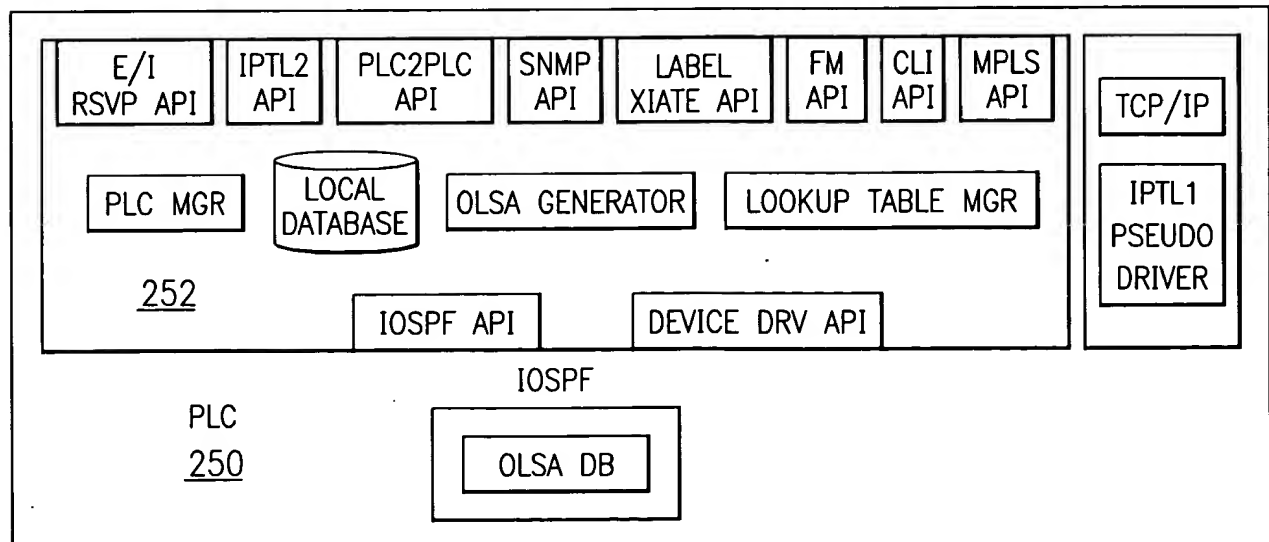 E/I
RSVP API
IPTL2
API
PLC2PLC
API
SNMP
API
LABEL
XIATE API
FM
API
CLI
API
MPLS
API
TCP/IP
PLC MGR
LOCAL
DATABASE
OLSA GENERATOR
LOOKUP TABLE MGR
IPTL1
PSEUDO
DRIVER
252
IOSPF API
DEVICE DRV API
IOSPF
PLC
250
OLSA DB